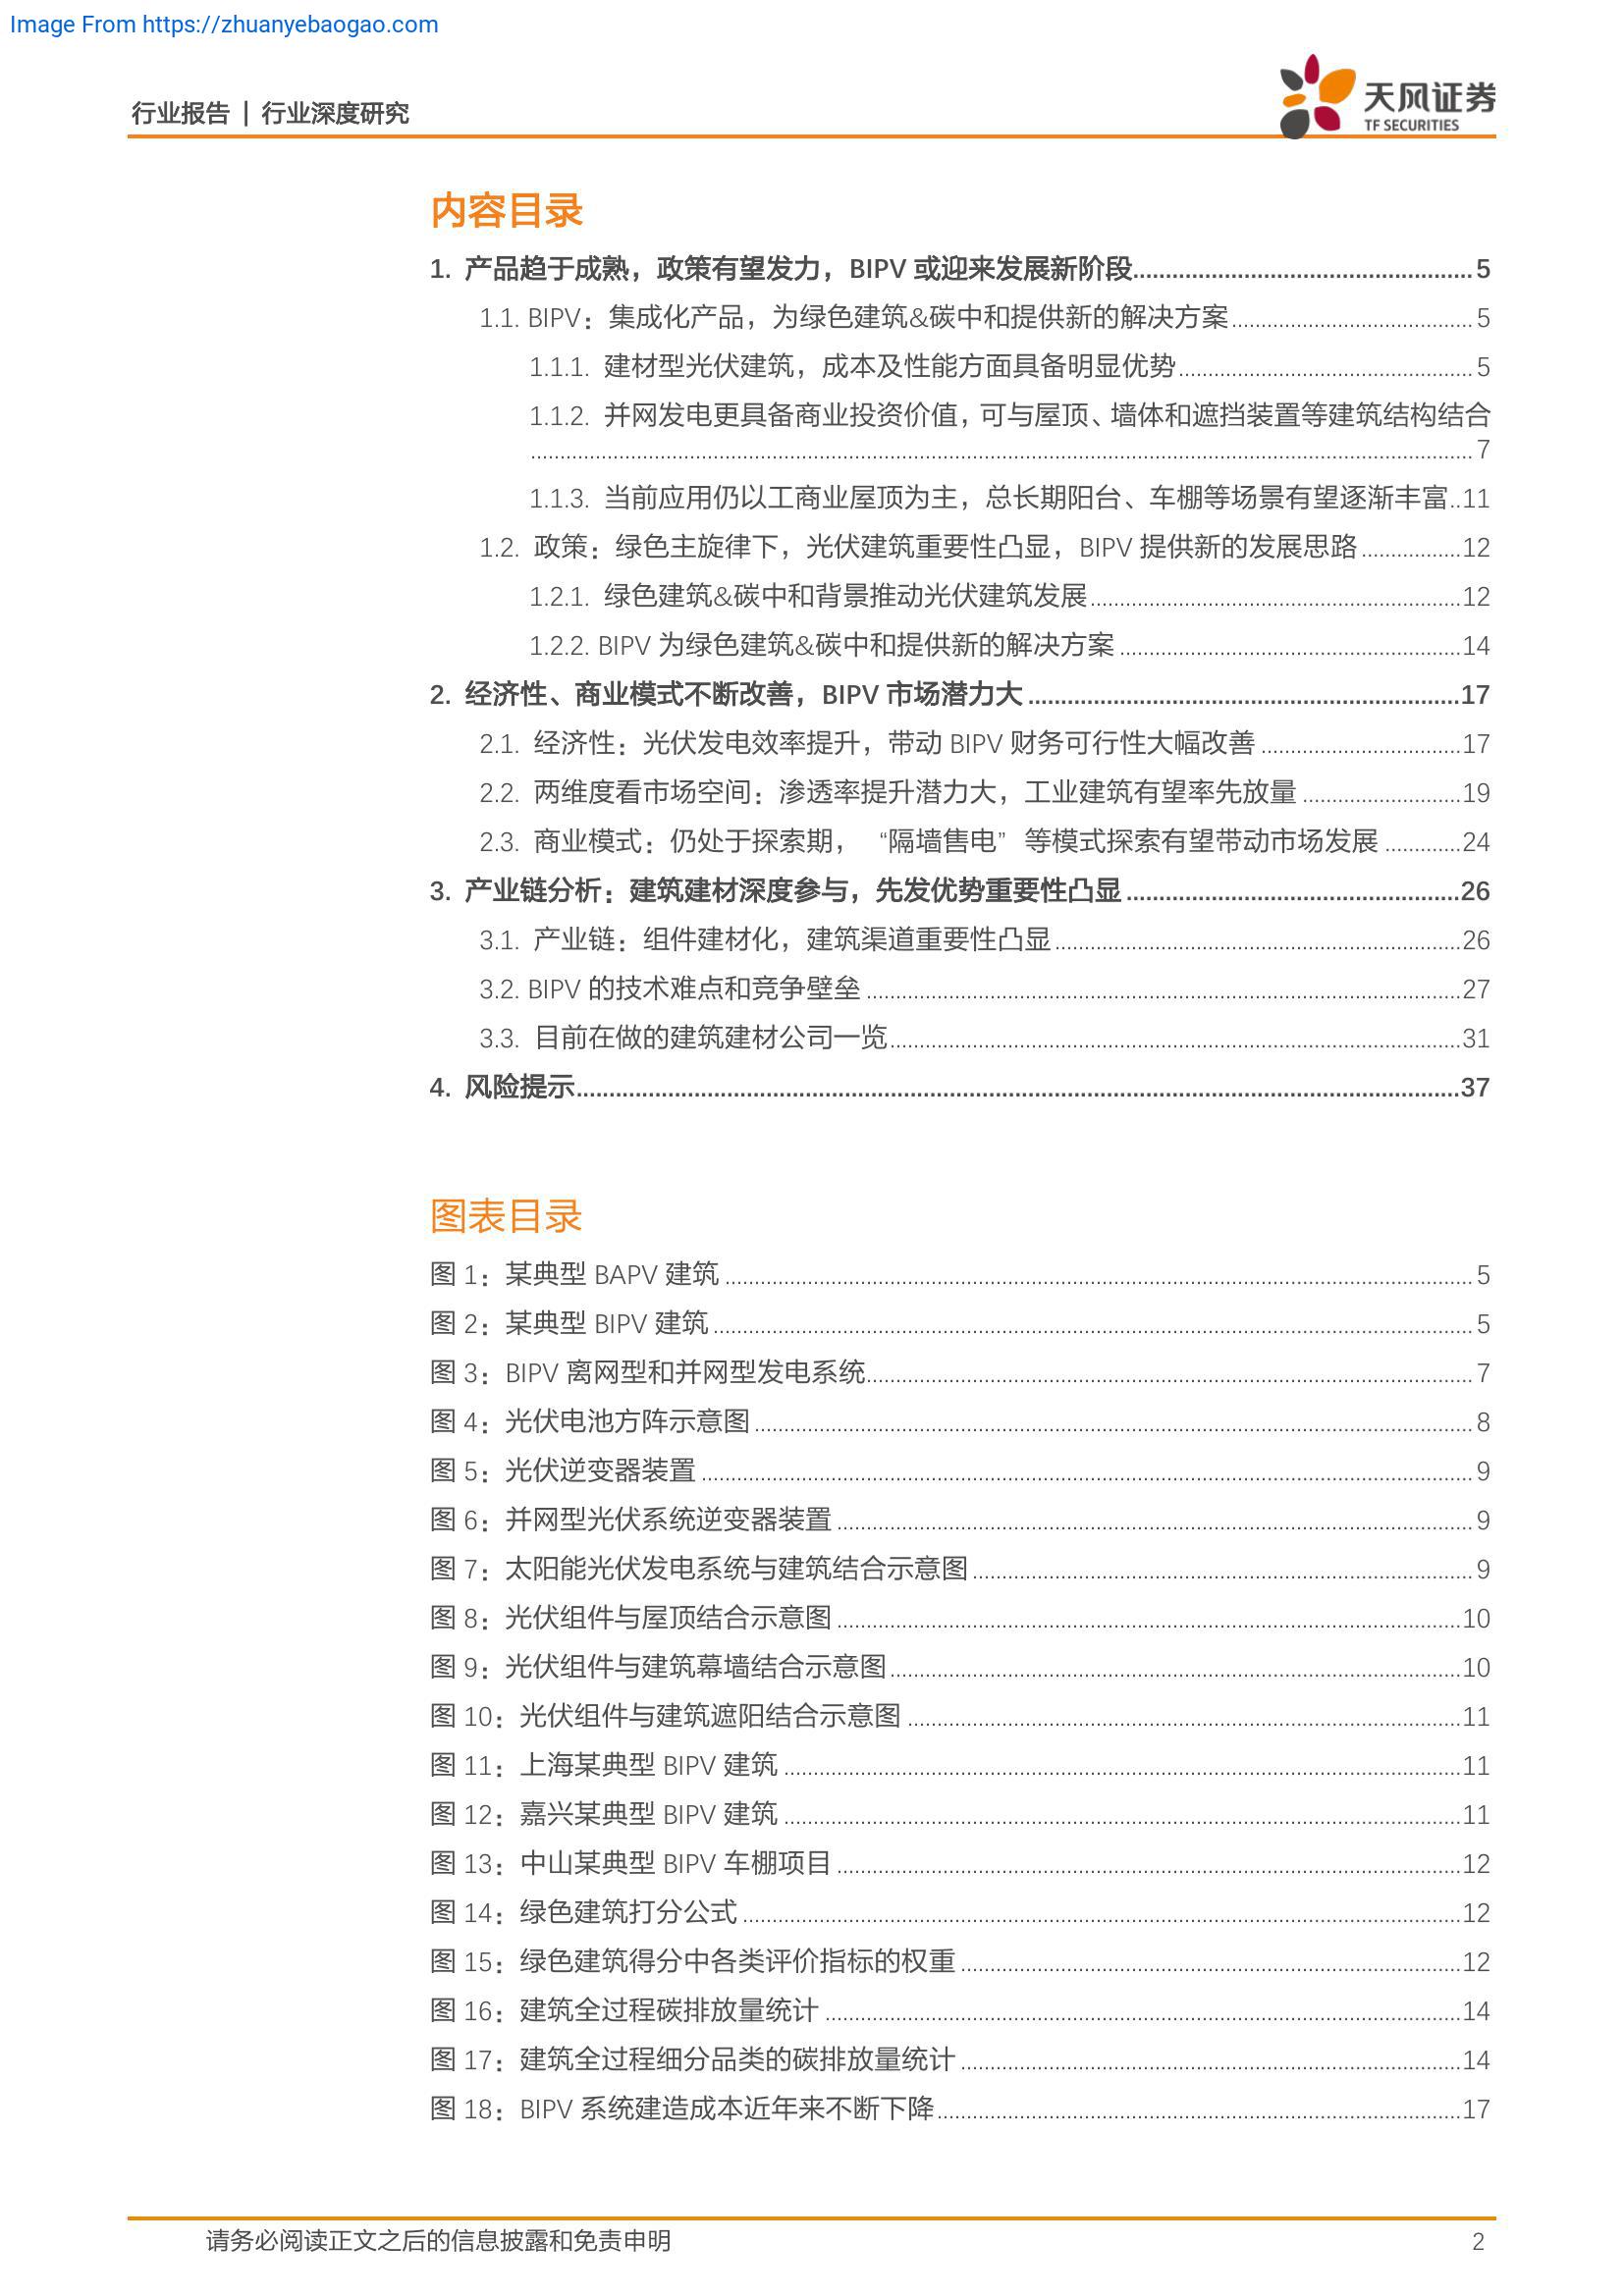 Image From https://zhuanyebaogao.com
行业报告 | 行业深度研究
天风证券
TF SECURITIES
内容目录
1. 产品趋于成熟，政策有望发力，BIPV 或迎来发展新阶段 5
1.1. BIPV：集成化产品，为绿色建筑&碳中和提供新的解决方案 5
1.1.1. 建材型光伏建筑，成本及性能方面具备明显优势 5
1.1.2. 并网发电更具备商业投资价值，可与屋顶、墙体和遮挡装置等建筑结构结合
7
1.1.3. 当前应用仍以工商业屋顶为主，总长期阳台、车棚等场景有望逐渐丰富..11
1.2. 政策：绿色主旋律下，光伏建筑重要性凸显，BIPV 提供新的发展思路 12
1.2.1. 绿色建筑&碳中和背景推动光伏建筑发展 12
1.2.2. BIPV 为绿色建筑&碳中和提供新的解决方案 14
2. 经济性、商业模式不断改善，BIPV 市场潜力大 17
2.1. 经济性：光伏发电效率提升，带动 BIPV 财务可行性大幅改善 17
2.2. 两维度看市场空间：渗透率提升潜力大，工业建筑有望率先放量 19
2.3. 商业模式：仍处于探索期，“隔墙售电”等模式探索有望带动市场发展 24
3. 产业链分析：建筑建材深度参与，先发优势重要性凸显 26
3.1. 产业链：组件建材化，建筑渠道重要性凸显 26
3.2. BIPV 的技术难点和竞争壁垒 27
3.3. 目前在做的建筑建材公司一览 31
4. 风险提示 37
图表目录
图 1：某典型 BAPV 建筑 5
图 2：某典型 BIPV 建筑 5
图 3：BIPV 离网型和并网型发电系统 7
图 4：光伏电池方阵示意图 8
图 5：光伏逆变器装置 9
图 6：并网型光伏系统逆变器装置 9
图 7：太阳能光伏发电系统与建筑结合示意图 9
图 8：光伏组件与屋顶结合示意图 10
图 9：光伏组件与建筑幕墙结合示意图 10
图 10：光伏组件与建筑遮阳结合示意图 11
图 11：上海某典型 BIPV 建筑 11
图 12：嘉兴某典型 BIPV 建筑 11
图 13：中山某典型 BIPV 车棚项目 12
图 14：绿色建筑打分公式 12
图 15：绿色建筑得分中各类评价指标的权重 12
图 16：建筑全过程碳排放量统计 14
图 17：建筑全过程细分品类的碳排放量统计 14
图 18：BIPV 系统建造成本近年来不断下降 17
请务必阅读正文之后的信息披露和免责申明 2